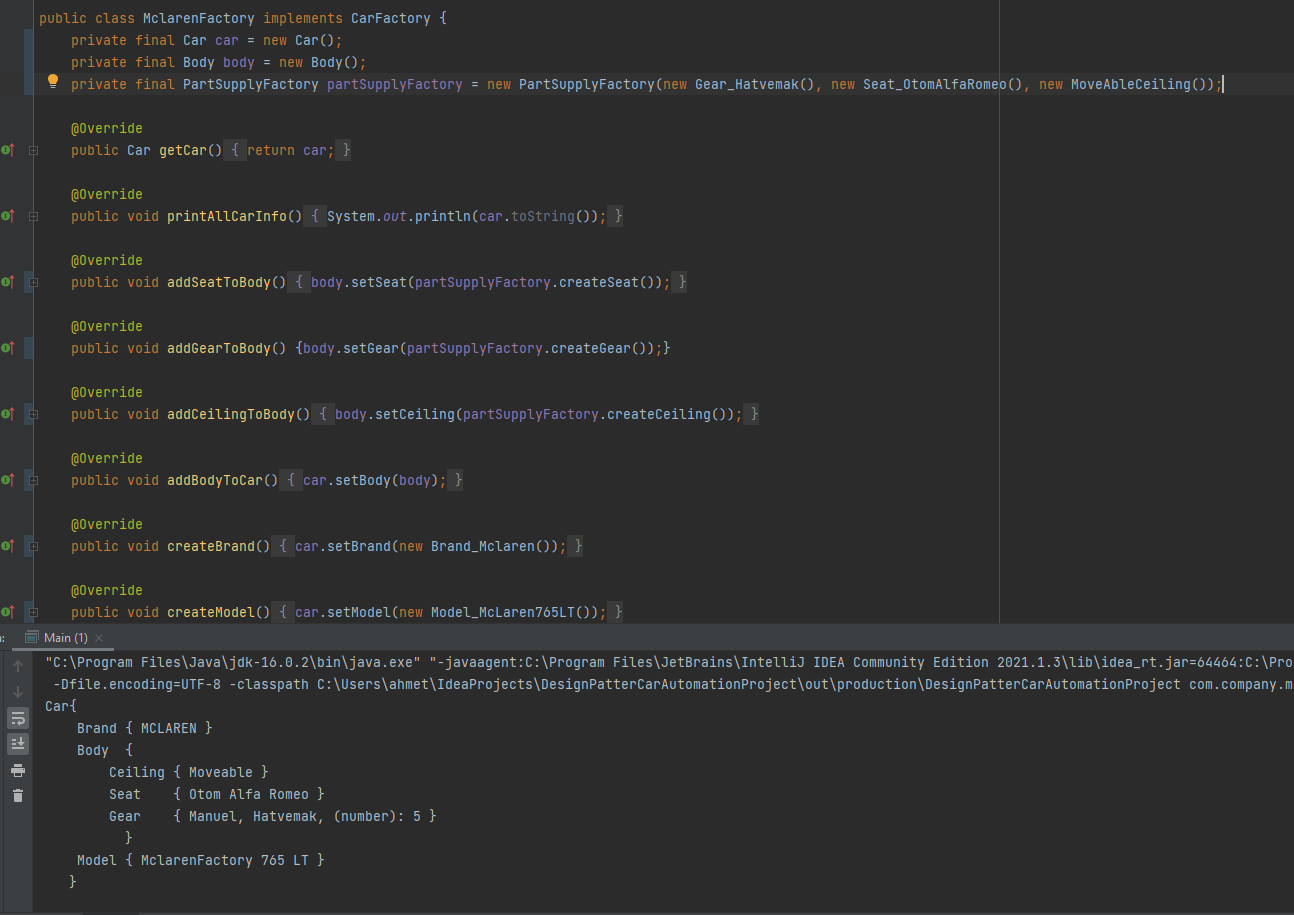 public class MclarenFactory implements CarFactory {
private final Car car = new Car();
private final Body body = new Body();
private final PartSupplyFactory partSupplyFactory = new PartSupplyFactory(new Gear_Hatvemak(), new Seat_OtomAlfaRomeo(), new MoveAbleCeiling());
@Override
public Car getCar() { return car; }
@Override
public void printAllCarInfo() { System.out.println(car.toString()); }
@Override
public void addSeatToBody() { body.setSeat(partSupplyFactory.createSeat()); }
@Override
public void addGearToBody() {body.setGear(partSupplyFactory.createGear());}
@Override
public void addCeilingToBody() { body.setCeiling(partSupplyFactory.createCeiling()); }
@Override
public void addBodyToCar() { car.setBody(body); }
@Override
public void createBrand() { car.setBrand(new Brand_Mclaren()); }
@Override
public void createModel() { car.setModel(new Model_McLaren765LT()); }
Main (1)
"C:\Program Files\Java\jdk-16.0.2\bin\java.exe" "-javaagent:C:\Program Files\JetBrains\IntelliJ IDEA Community Edition 2021.1.3\lib\idea_rt.jar=64464:C:\Pro
-Dfile.encoding=UTF-8 -classpath C:\Users\ahmet\IdeaProjects\DesignPatterCarAutomationProject\out\production\DesignPatterCarAutomationProject com.company.m
Car{
Brand { MCLAREN }
Body {
Ceiling { Moveable }
Seat { Otom Alfa Romeo }
Gear { Manuel, Hatvemak, (number): 5 }
}
Model { MclarenFactory 765 LT }
}